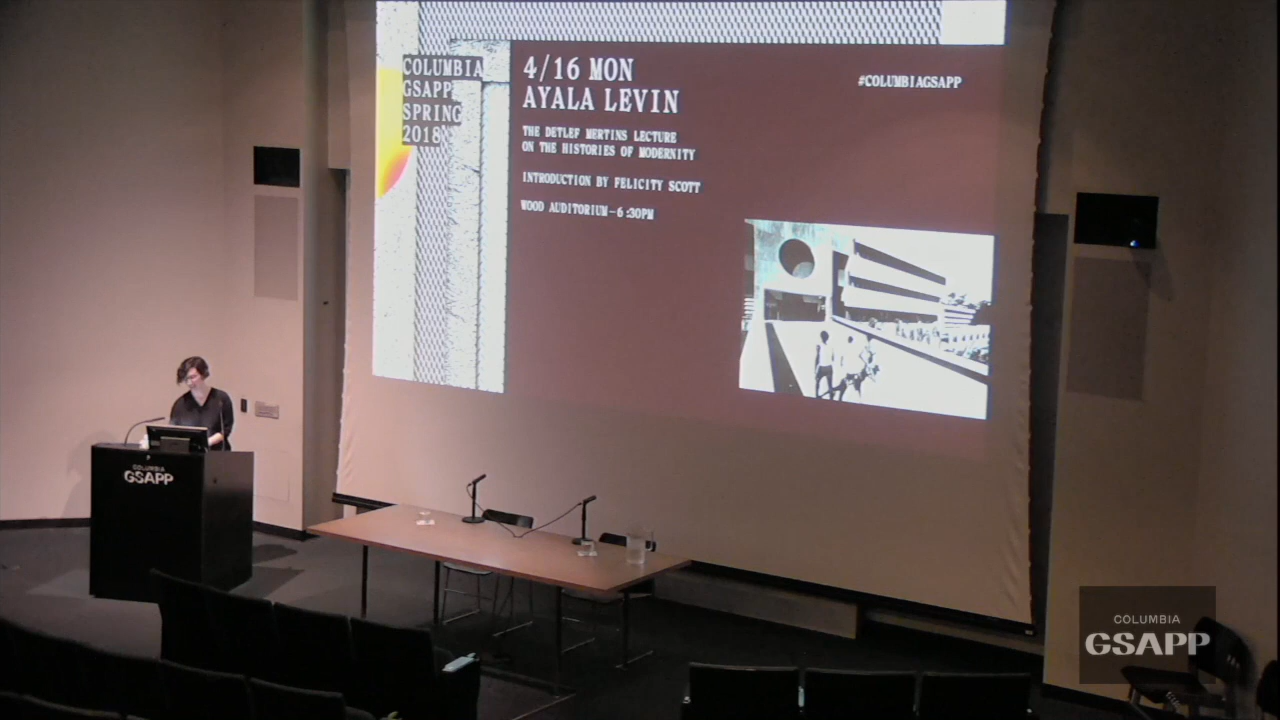 COLUMBIA
GSAPP
SPRING
2018
4/16 MON
AYALA LEVIN
THE DETLEF MERTINS LECTURE
ON THE HISTORIES OF MODERNITY
INTRODUCTION BY FELICITY SCOTT
WOOD AUDITORIUM–6:30PM
#COLUMBIAGSAPP
COLUMBIA
GSAPP
COLUMBIA
GSAPP